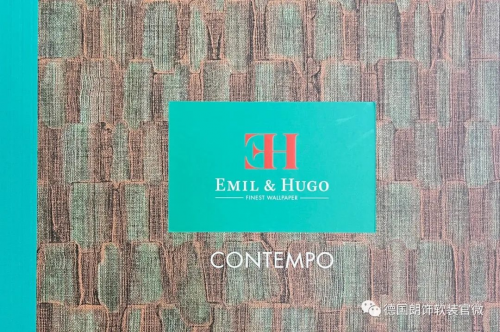 EH
EMIL & HUGO
FINEST WALLPAPER
CONTEMPO
德国朗饰软装官微